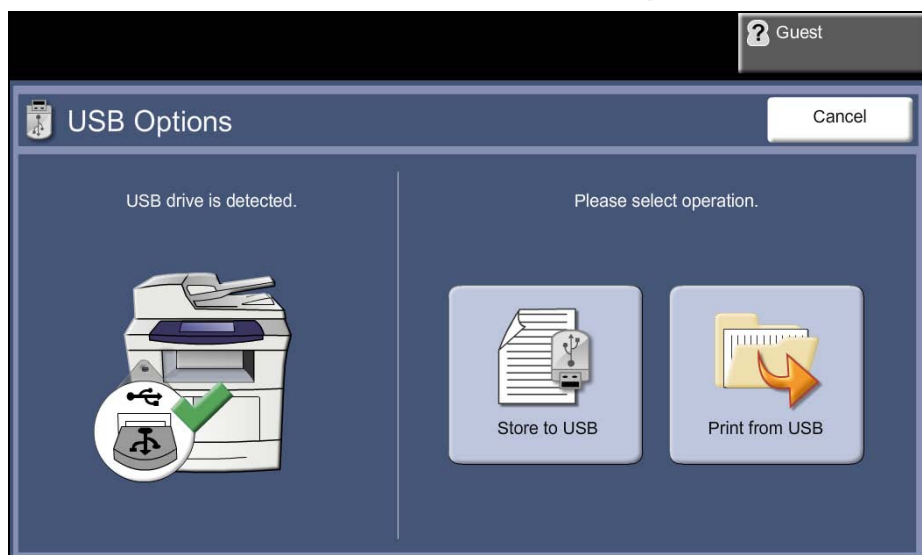 Guest
USB Options
Cancel
USB drive is detected.
Please select operation.
Store to USB
Print from USB